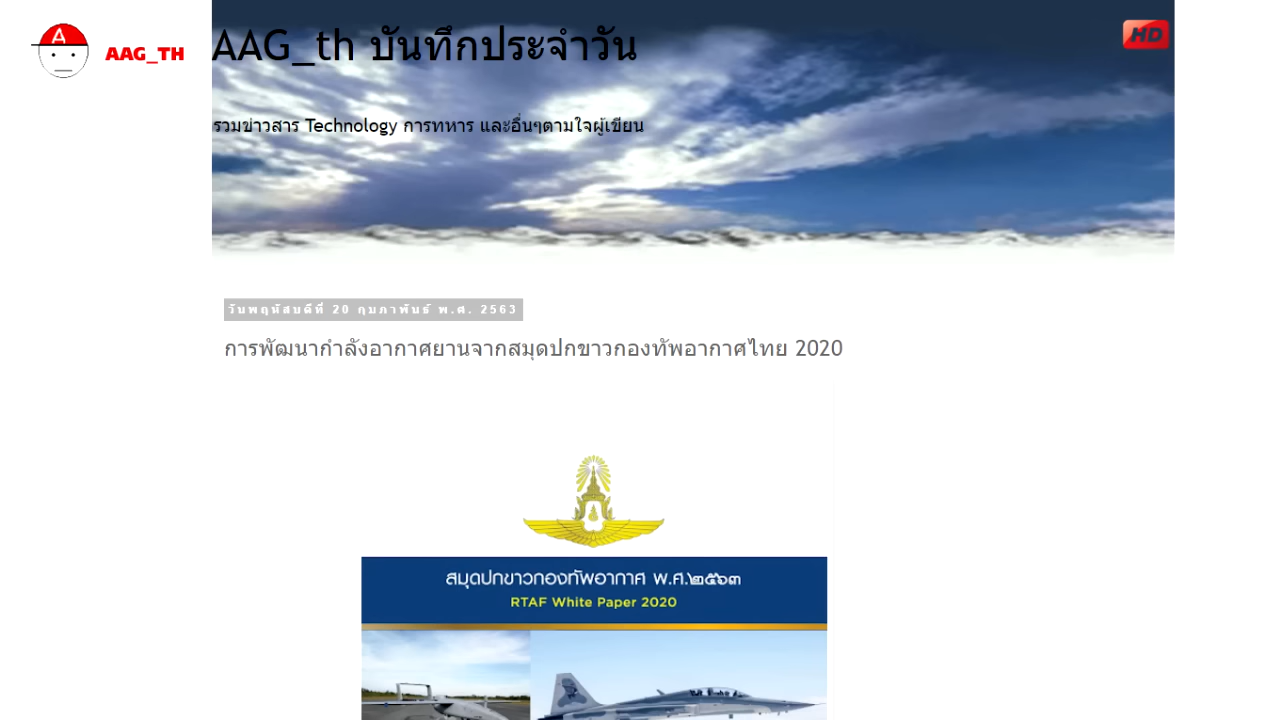 A
AAG_TH
AAG_th บันทึกประจำวัน
HD
รวมข่าวสาร Technology การทหาร และอื่นๆตามใจผู้เขียน
วันพฤหัสบดีที่ 20 กุมภาพันธ์ พ.ศ. 2563
การพัฒนากำลังอากาศยานจากสมุดปกขาวกองทัพอากาศไทย 2020
สมุดปกขาวกองทัพอากาศ พ.ศ.๒๕๖๓
RTAF White Paper 2020